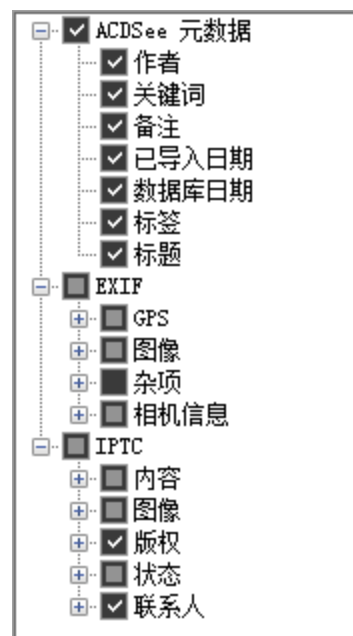 ACDSee 元数据
作者
关键词
备注
已导入日期
数据库日期
标签
标题
EXIF
GPS
图像
杂项
相机信息
IPTC
内容
图像
版权
状态
联系人